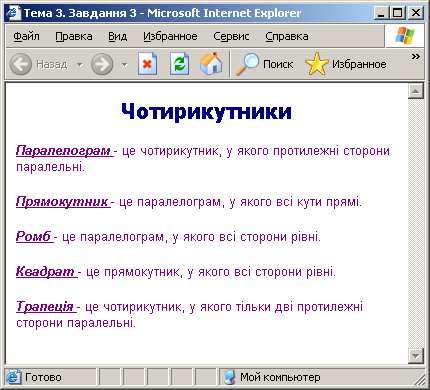 Тема 3. Завдання 3 - Microsoft Internet Explorer
Файл Правка Вид Избранное Сервис Справка
Назад Поиск Избранное »
Чотирикутники
Паралелограм - це чотирикутник, у якого протилежні сторони
паралельні.
Прямокутник - це паралелограм, у якого всі кути прямі.
Ромб - це паралелограм, у якого всі сторони рівні.
Квадрат - це прямокутник, у якого всі сторони рівні.
Трапеція - це чотирикутник, у якого тільки дві протилежні
сторони паралельні.
Готово Мой компьютер